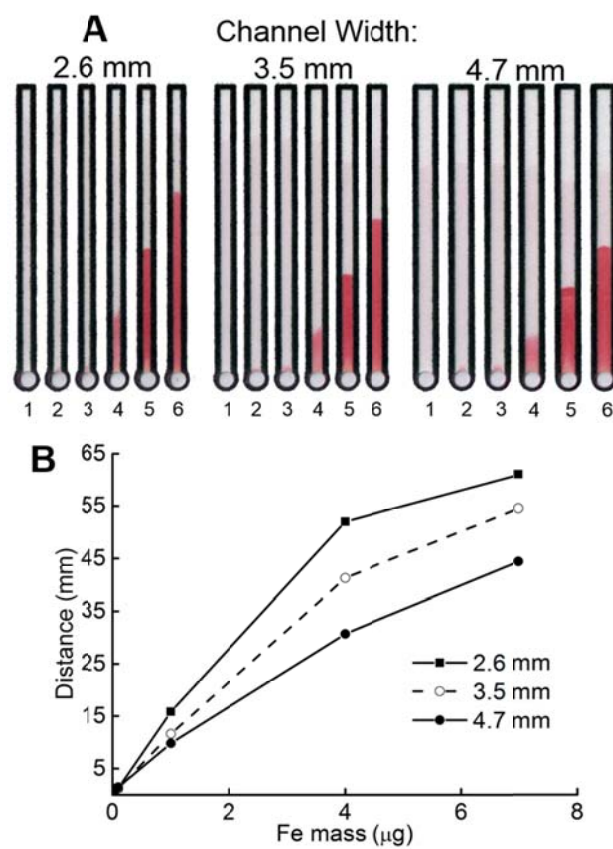 A Channel Width:
2.6 mm 3.5 mm 4.7 mm
1 2 3 4 5 6 1 2 3 4 5 6 1 2 3 4 5 6
B
65
55
45
35
25
15
5
Distance (mm)
2.6 mm
3.5 mm
4.7 mm
0 2 4 6 8
Fe mass (μg)